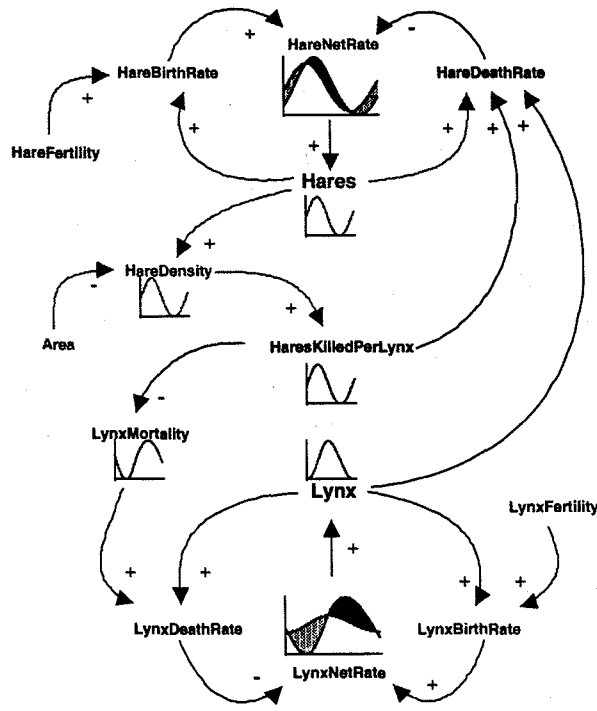 +
HareNetRate
-
HareBirthRate
HareDeathRate
+
HareFertility
+
+
+
+
+
Hares
+
HareDensity
-
+
Area
HaresKilledPerLynx
-
LynxMortality
Lynx
LynxFertility
+
+
+
+
+
LynxDeathRate
LynxBirthRate
-
LynxNetRate
+